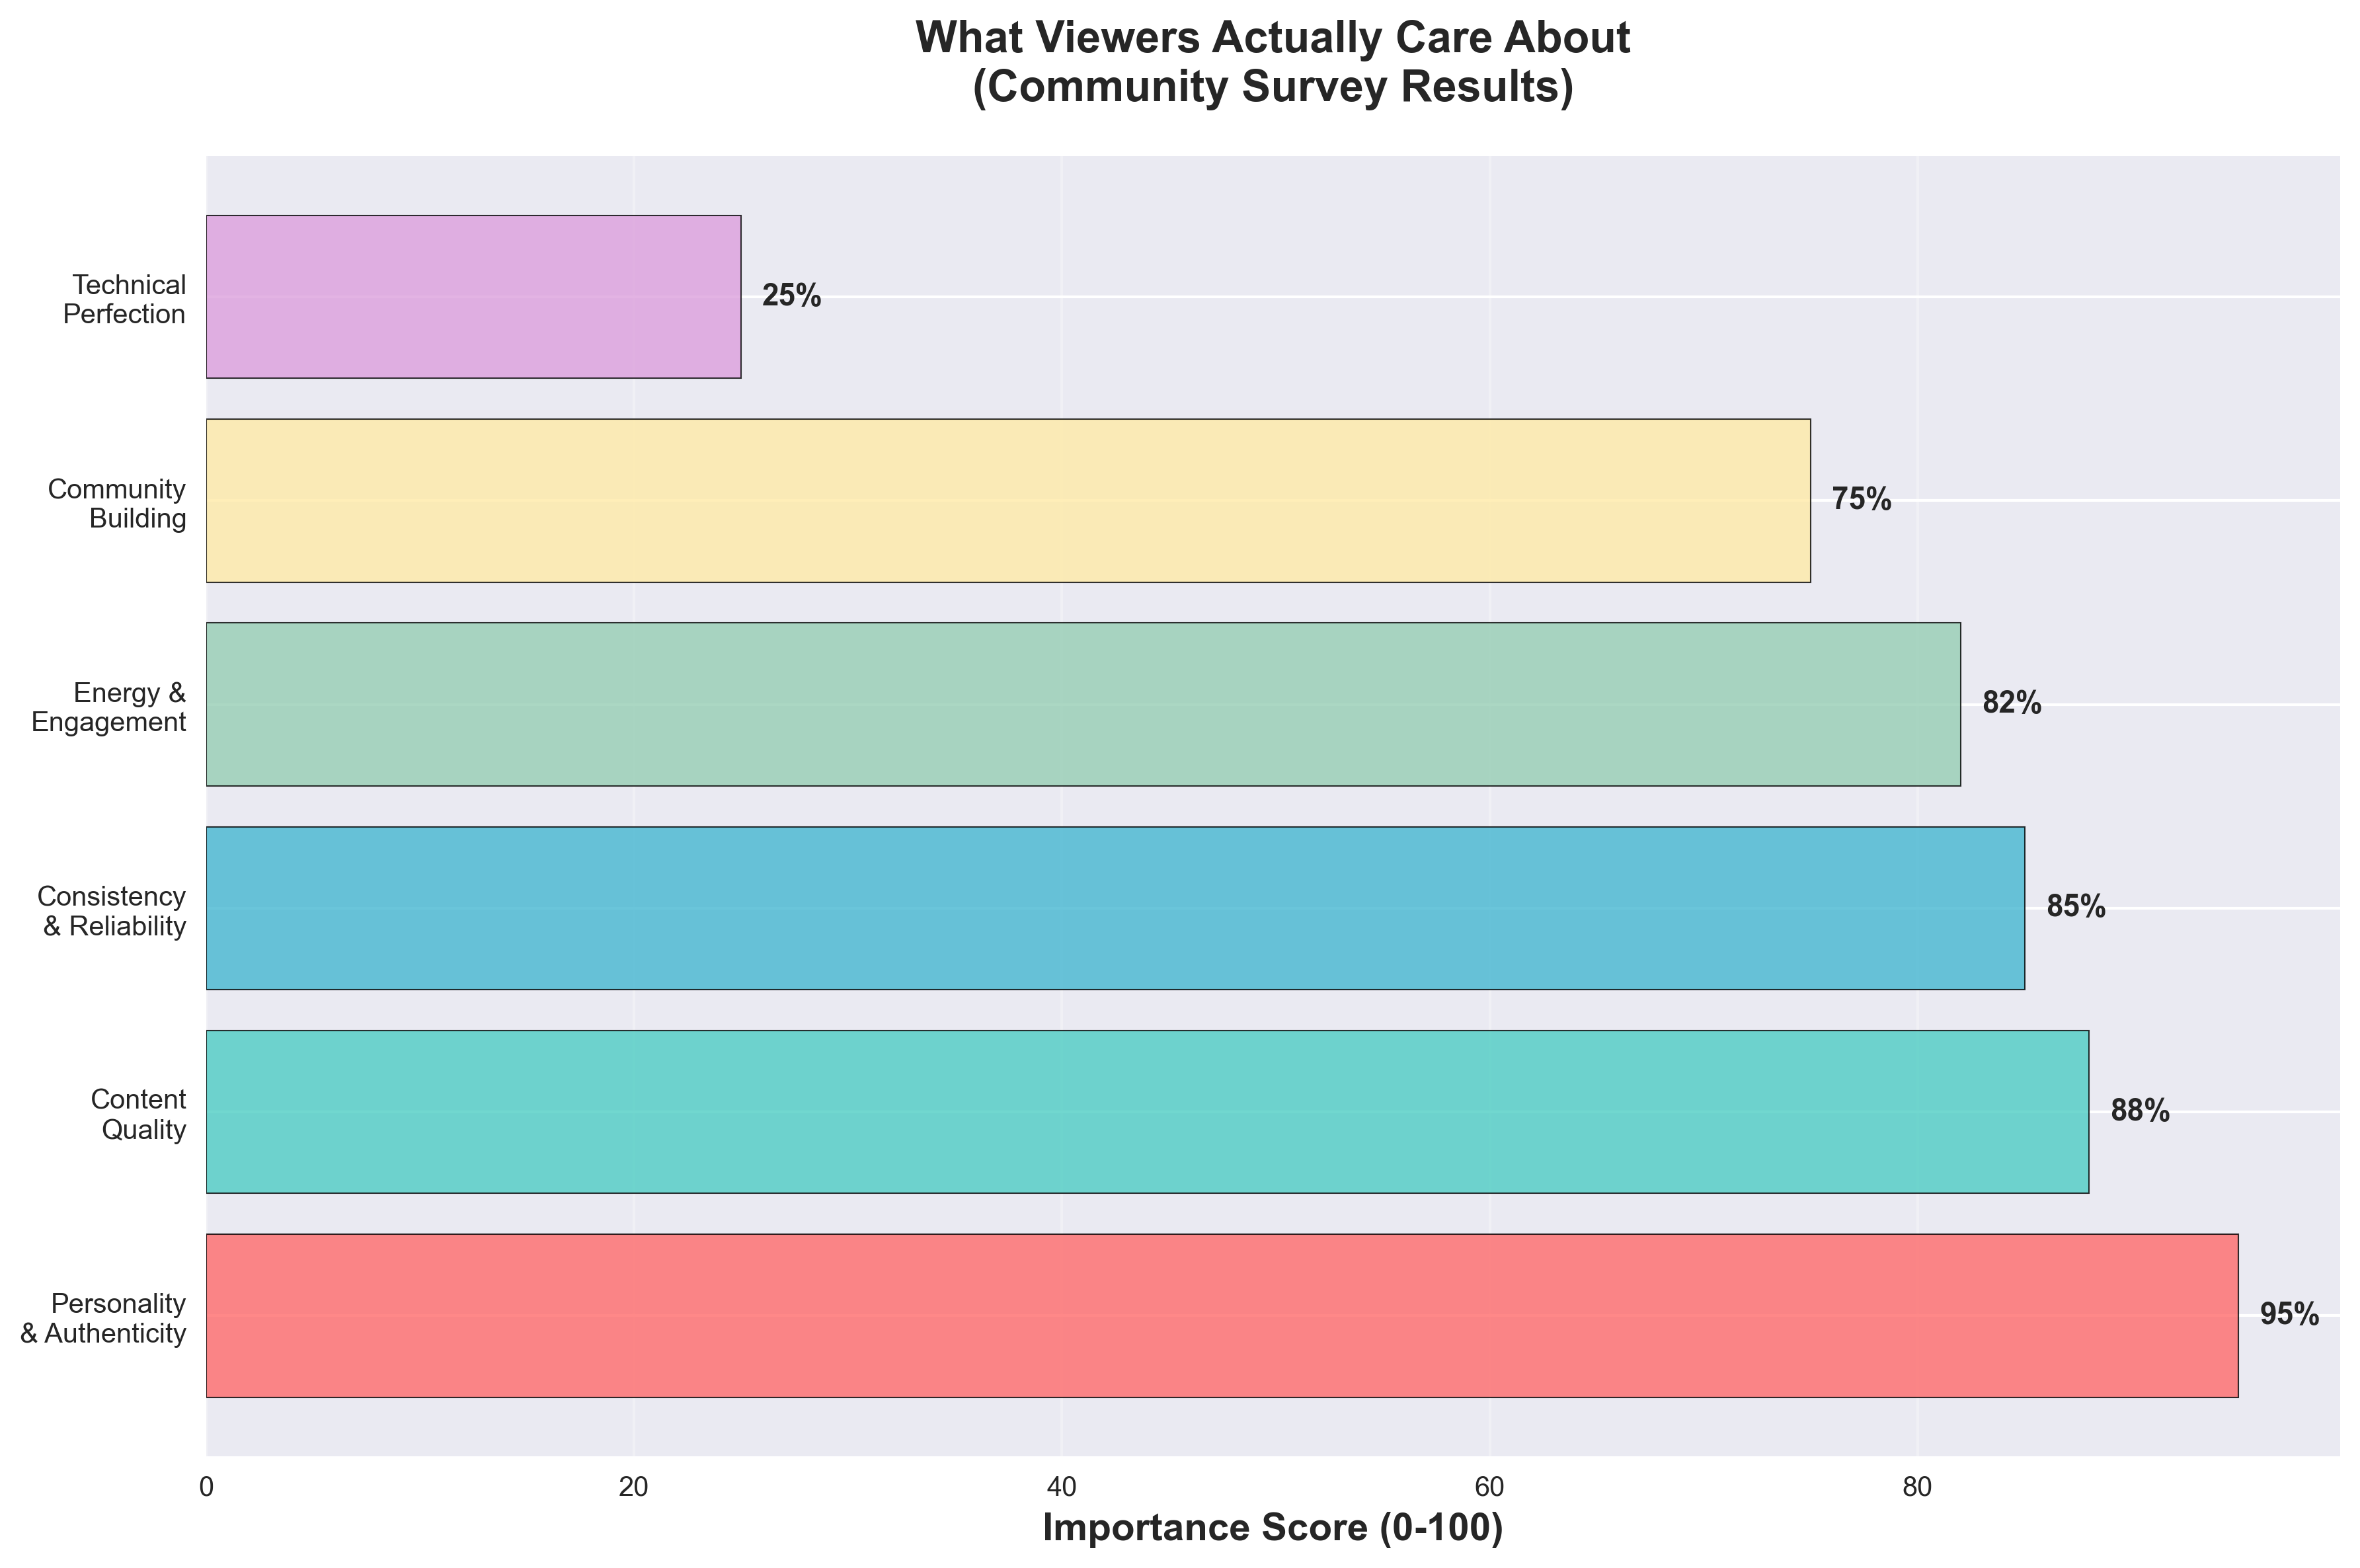 What Viewers Actually Care About
(Community Survey Results)
Technical
Perfection
25%
Community
Building
75%
Energy &
Engagement
82%
Consistency
& Reliability
85%
Content
Quality
88%
Personality
& Authenticity
95%
0
20
40
60
80
Importance Score (0-100)